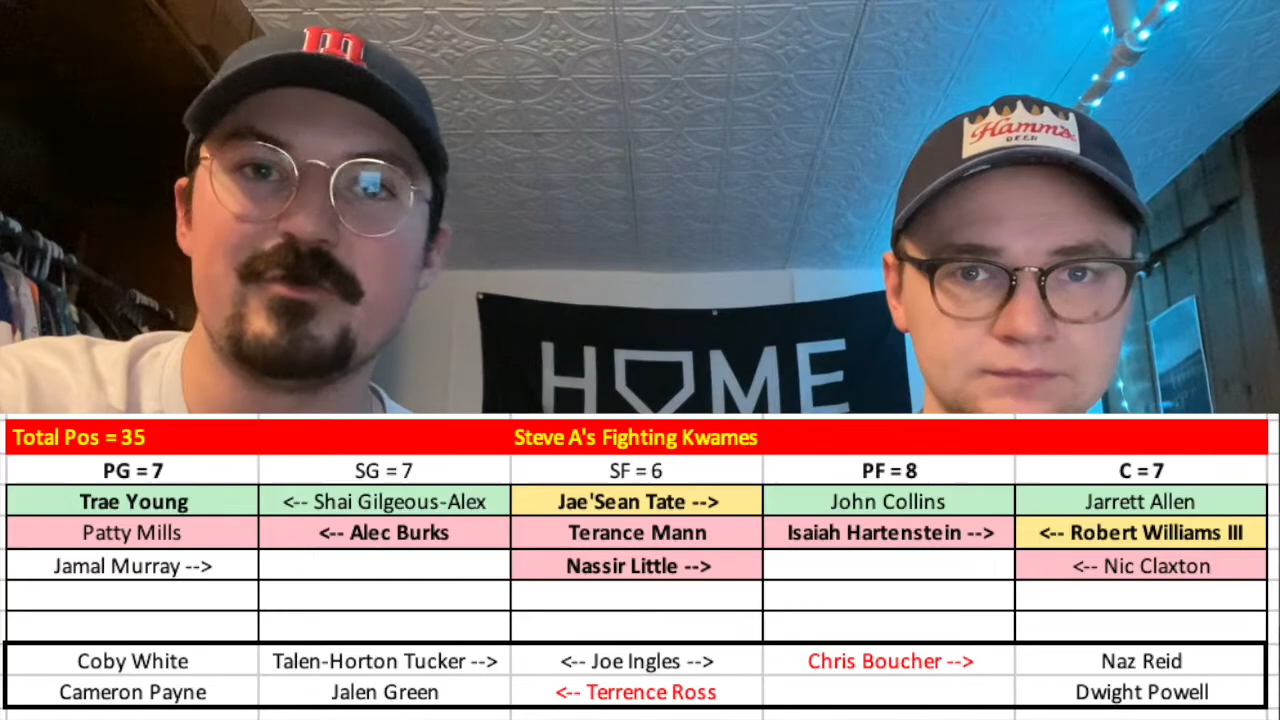 m
Hamm's
BEER
HOME
Total Pos = 35 Steve A's Fighting Kwames
PG = 7 SG = 7 SF = 6 PF = 8 C = 7
Trae Young <-- Shai Gilgeous-Alex Jae'Sean Tate --> John Collins Jarrett Allen
Patty Mills <-- Alec Burks Terance Mann Isaiah Hartenstein --> <-- Robert Williams III
Jamal Murray --> Nassir Little --> <-- Nic Claxton
Coby White Talen-Horton Tucker --> <-- Joe Ingles --> Chris Boucher --> Naz Reid
Cameron Payne Jalen Green <-- Terrence Ross Dwight Powell